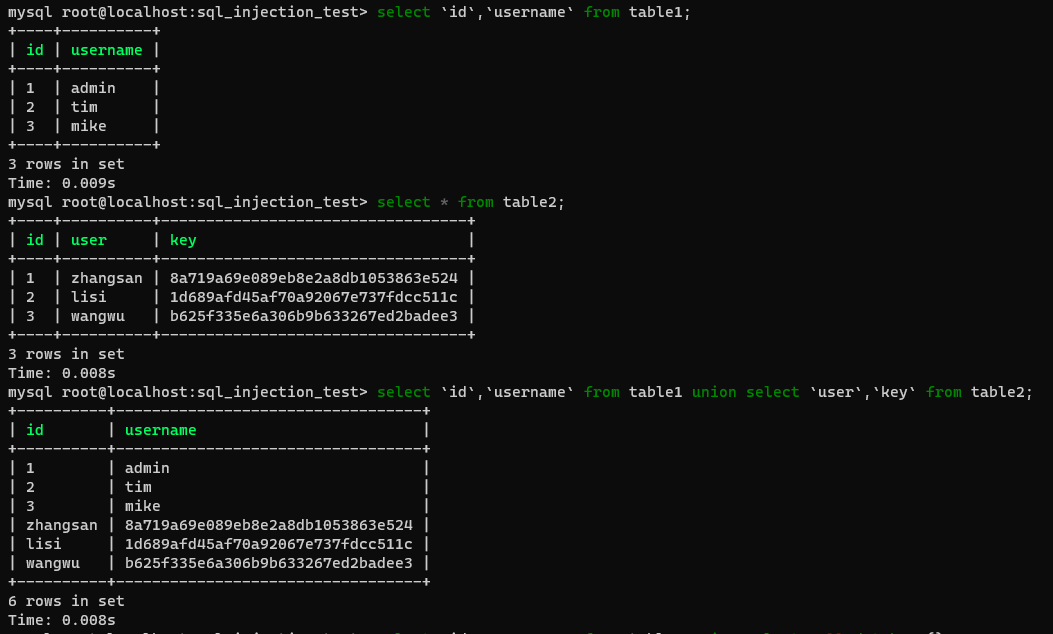 mysql root@localhost:sql_injection_test> select `id`,`username` from table1;
+----+----------+
| id | username |
+----+----------+
| 1  | admin    |
| 2  | tim      |
| 3  | mike     |
+----+----------+
3 rows in set
Time: 0.009s
mysql root@localhost:sql_injection_test> select * from table2;
+----+----------+----------------------------------+
| id | user     | key                              |
+----+----------+----------------------------------+
| 1  | zhangsan | 8a719a69e089eb8e2a8db1053863e524 |
| 2  | lisi     | 1d689afd45af70a92067e737fdcc511c |
| 3  | wangwu   | b625f335e6a306b9b633267ed2badee3 |
+----+----------+----------------------------------+
3 rows in set
Time: 0.008s
mysql root@localhost:sql_injection_test> select `id`,`username` from table1 union select `user`,`key` from table2;
+----------+----------------------------------+
| id       | username                         |
+----------+----------------------------------+
| 1        | admin                            |
| 2        | tim                              |
| 3        | mike                             |
| zhangsan | 8a719a69e089eb8e2a8db1053863e524 |
| lisi     | 1d689afd45af70a92067e737fdcc511c |
| wangwu   | b625f335e6a306b9b633267ed2badee3 |
+----------+----------------------------------+
6 rows in set
Time: 0.008s